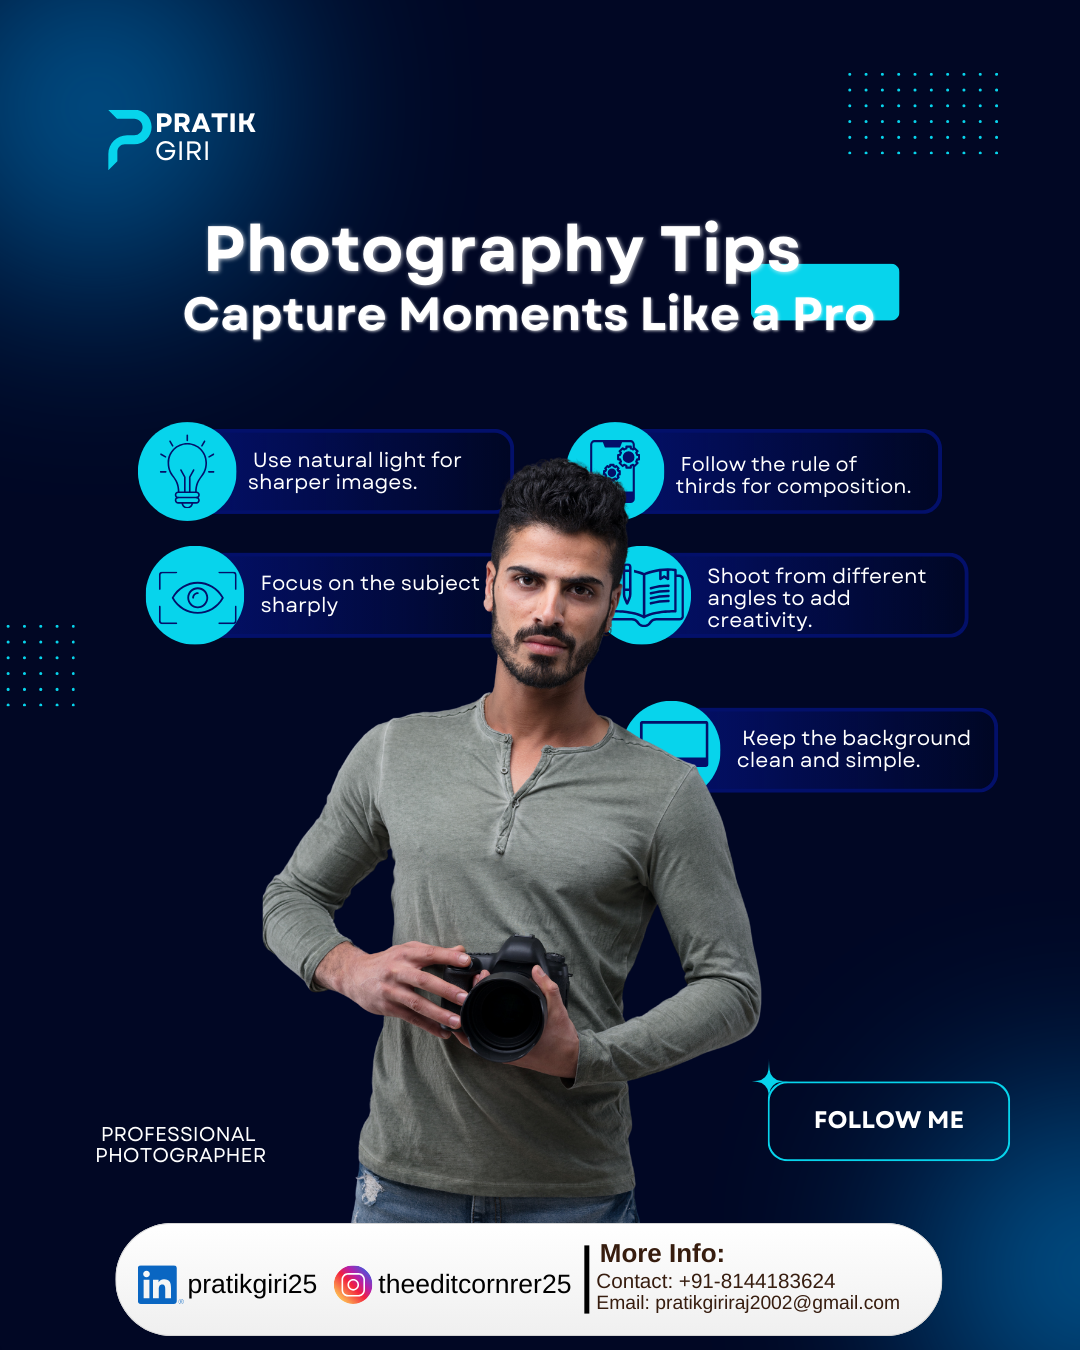 PRATIK
GIRI
Photography Tips
Capture Moments Like a Pro
Use natural light for
sharper images.
Follow the rule of
thirds for composition.
Focus on the subject
sharply
Shoot from different
angles to add
creativity.
Keep the background
clean and simple.
PROFESSIONAL
PHOTOGRAPHER
FOLLOW ME
in pratikgiri25
theeditcornrer25
More Info:
Contact: +91-8144183624
Email: pratikgiriraj2002@gmail.com